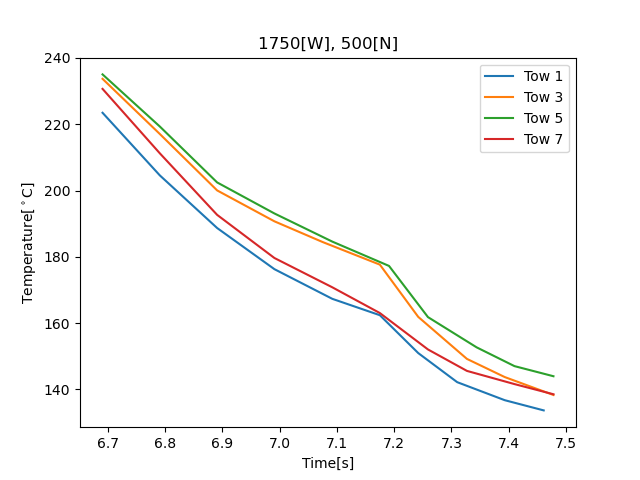 1750[W], 500[N]
240
220
200
180
160
140
Temperature[°C]
6.7 6.8 6.9 7.0 7.1 7.2 7.3 7.4 7.5
Time[s]
Tow 1
Tow 3
Tow 5
Tow 7